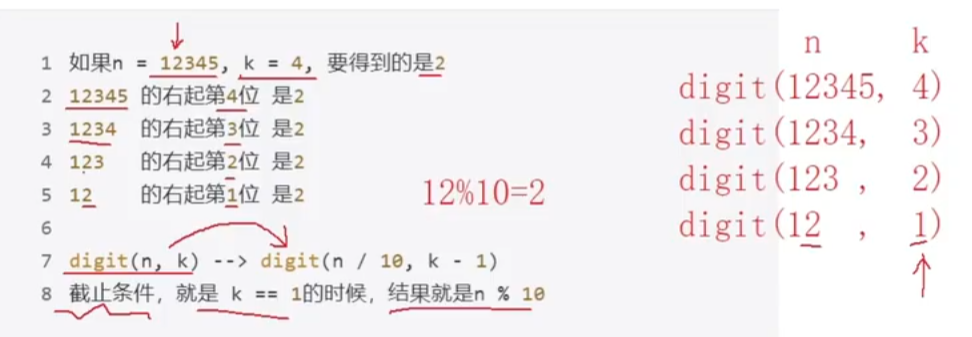 1 如果n = 12345, k = 4, 要得到的是2
2 12345 的右起第4位 是2
3 1234 的右起第3位 是2
4 123 的右起第2位 是2
5 12 的右起第1位 是2
6
7 digit(n, k) --> digit(n / 10, k - 1)
8 截止条件，就是 k == 1的时候，结果就是n % 10
12%10=2
n k
digit(12345, 4)
digit(1234, 3)
digit(123 , 2)
digit(12 , 1)